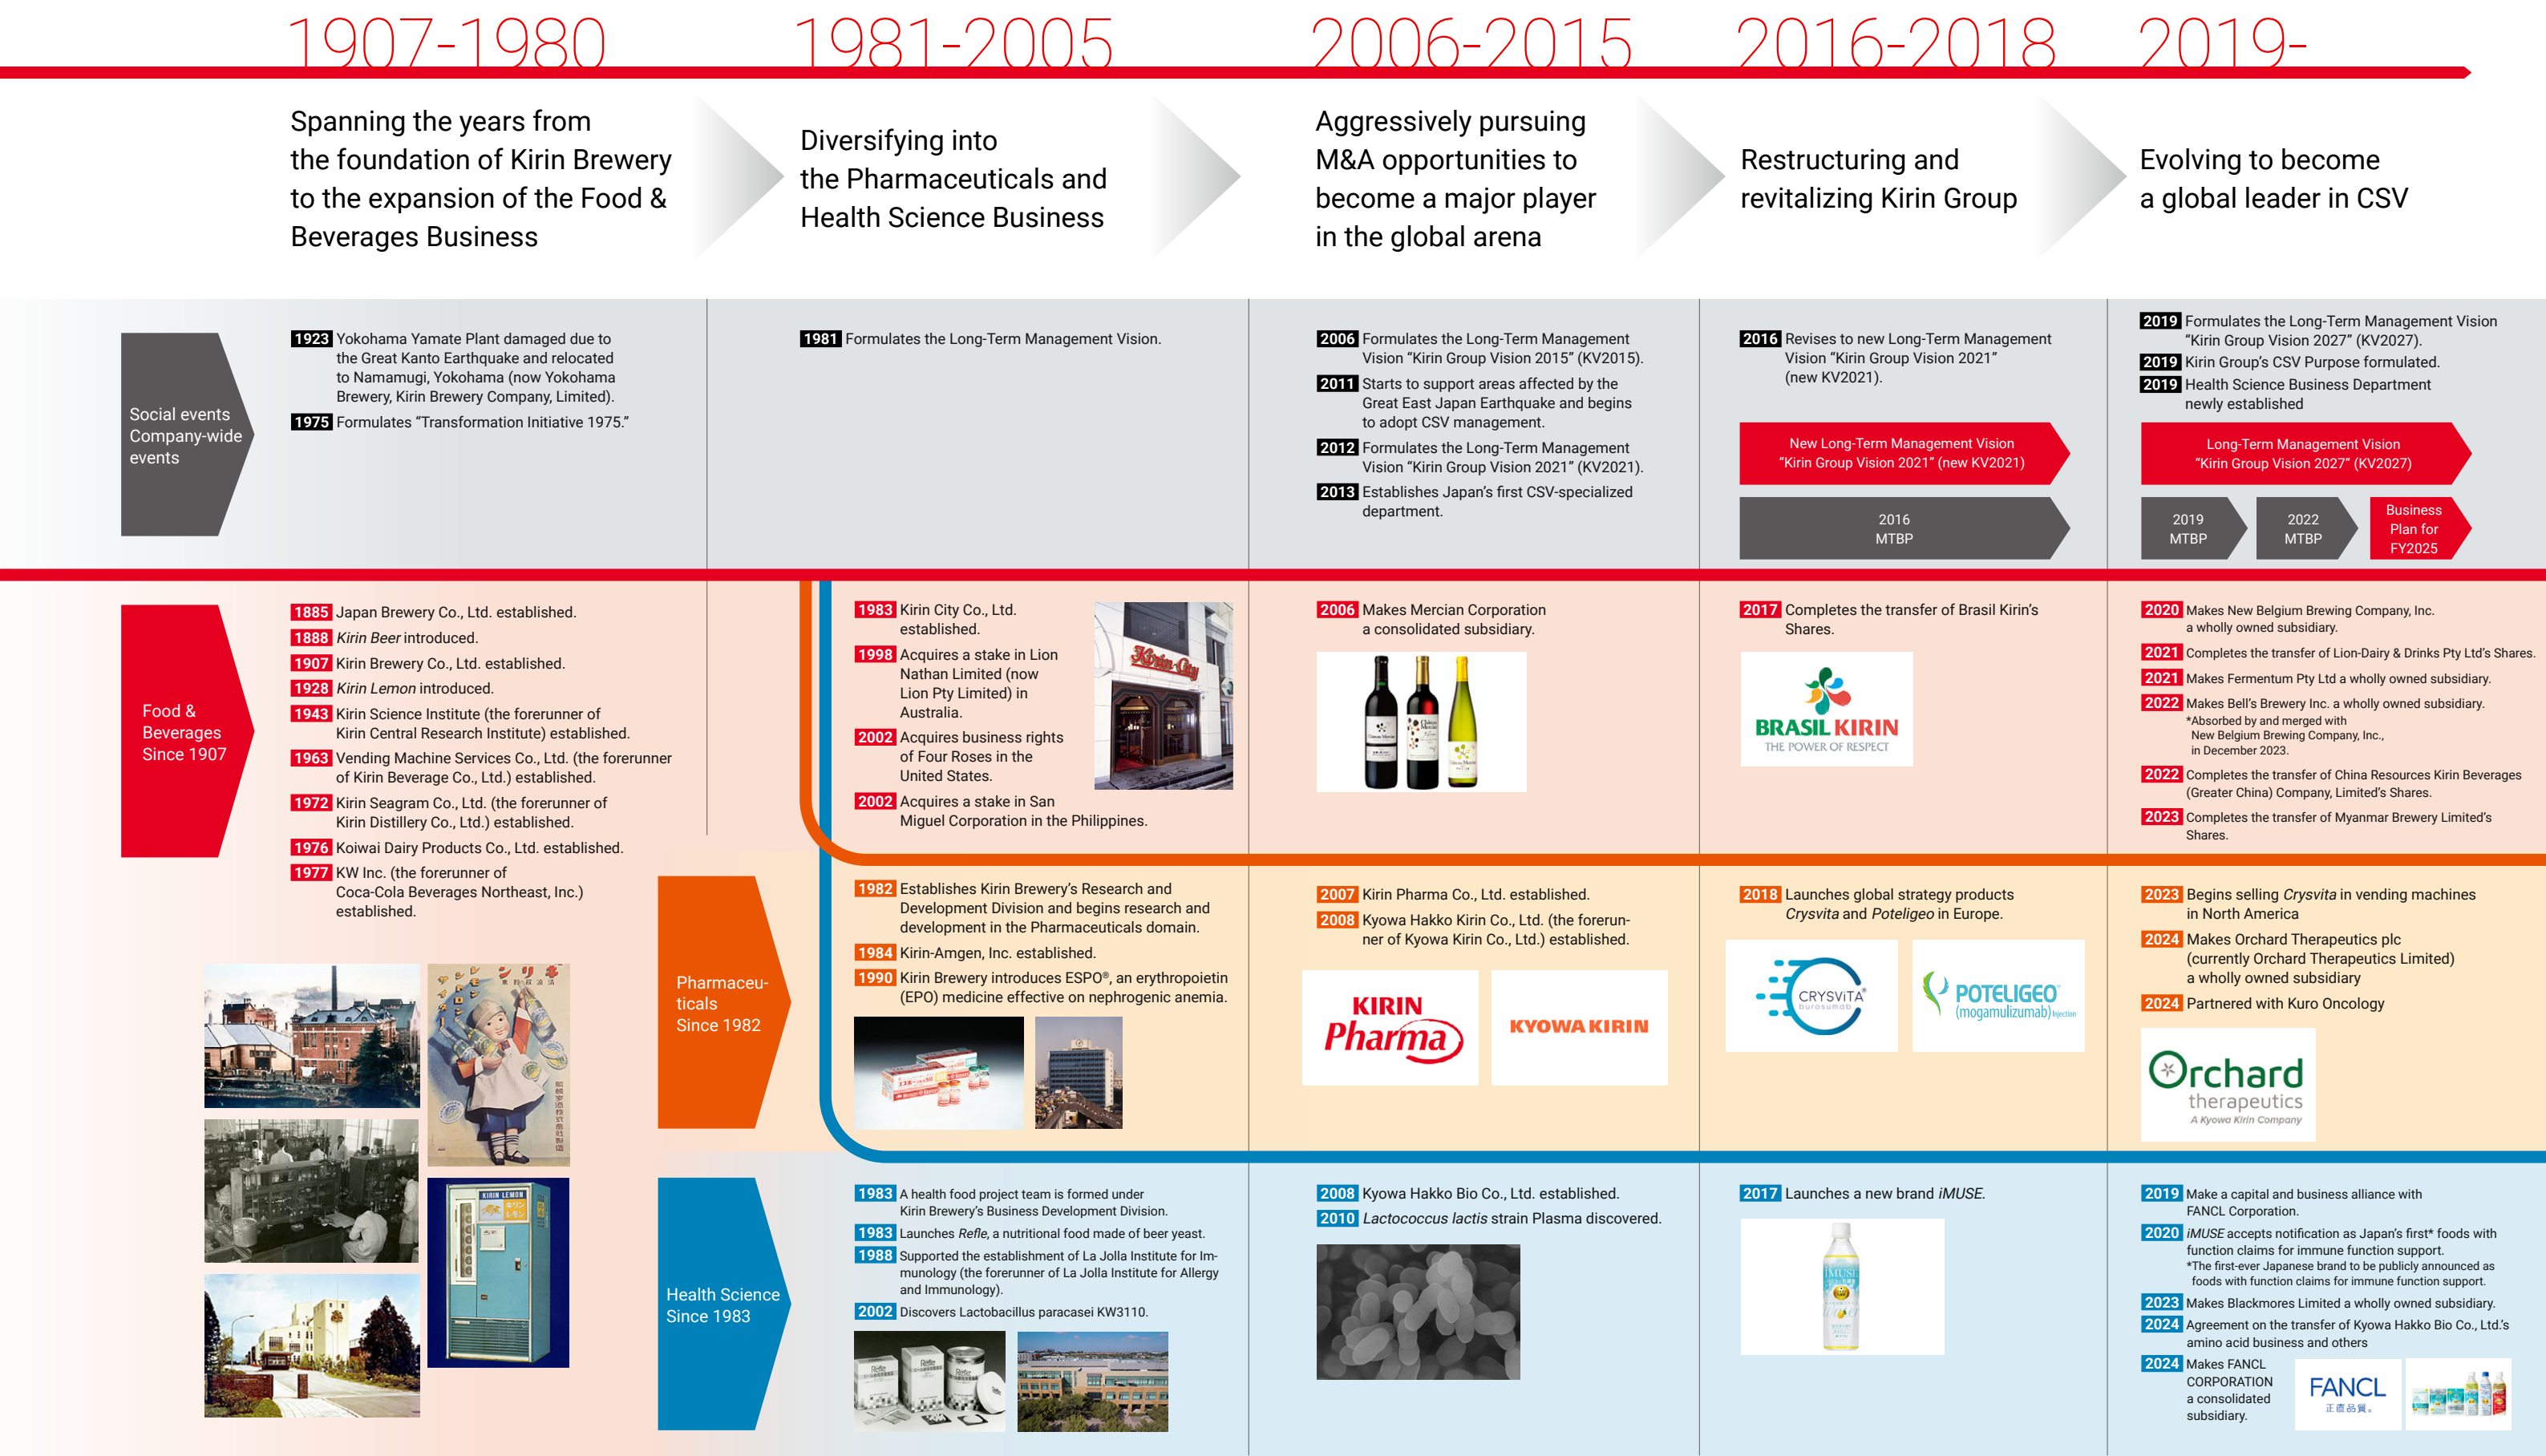 1907-1980
1981-2005
2006-2015
2016-2018
2019-
Spanning the years from
the foundation of Kirin Brewery
to the expansion of the Food &
Beverages Business
Diversifying into
the Pharmaceuticals and
Health Science Business
Aggressively pursuing
M&A opportunities to
become a major player
in the global arena
Restructuring and
revitalizing Kirin Group
Evolving to become
a global leader in CSV
Social events
Company-wide
events
1923 Yokohama Yamate Plant damaged due to
the Great Kanto Earthquake and relocated
to Namamugi, Yokohama (now Yokohama
Brewery, Kirin Brewery Company, Limited).
1975 Formulates “Transformation Initiative 1975.”
1981 Formulates the Long-Term Management Vision.
2006 Formulates the Long-Term Management
Vision “Kirin Group Vision 2015” (KV2015).
2011 Starts to support areas affected by the
Great East Japan Earthquake and begins
to adopt CSV management.
2012 Formulates the Long-Term Management
Vision “Kirin Group Vision 2021” (KV2021).
2013 Establishes Japan’s first CSV-specialized
department.
2016 Revises to new Long-Term Management
Vision “Kirin Group Vision 2021”
(new KV2021).
New Long-Term Management Vision
“Kirin Group Vision 2021” (new KV2021)
2016
MTBP
2019 Formulates the Long-Term Management Vision
“Kirin Group Vision 2027” (KV2027).
2019 Kirin Group’s CSV Purpose formulated.
2019 Health Science Business Department
newly established
Long-Term Management Vision
“Kirin Group Vision 2027” (KV2027)
2019
MTBP
2022
MTBP
Business
Plan for
FY2025
Food &
Beverages
Since 1907
1885 Japan Brewery Co., Ltd. established.
1888 Kirin Beer introduced.
1907 Kirin Brewery Co., Ltd. established.
1928 Kirin Lemon introduced.
1943 Kirin Science Institute (the forerunner of
Kirin Central Research Institute) established.
1963 Vending Machine Services Co., Ltd. (the forerunner
of Kirin Beverage Co., Ltd.) established.
1972 Kirin Seagram Co., Ltd. (the forerunner of
Kirin Distillery Co., Ltd.) established.
1976 Koiwai Dairy Products Co., Ltd. established.
1977 KW Inc. (the forerunner of
Coca-Cola Beverages Northeast, Inc.)
established.
KIRIN LEMON
キリン
レモン
1983 Kirin City Co., Ltd.
established.
1998 Acquires a stake in Lion
Nathan Limited (now
Lion Pty Limited) in
Australia.
2002 Acquires business rights
of Four Roses in the
United States.
2002 Acquires a stake in San
Miguel Corporation in the Philippines.
Kirin City
2006 Makes Mercian Corporation
a consolidated subsidiary.
2017 Completes the transfer of Brasil Kirin’s
Shares.
BRASIL KIRIN
THE POWER OF RESPECT
2020 Makes New Belgium Brewing Company, Inc.
a wholly owned subsidiary.
2021 Completes the transfer of Lion-Dairy & Drinks Pty Ltd’s Shares.
2021 Makes Fermentum Pty Ltd a wholly owned subsidiary.
2022 Makes Bell’s Brewery Inc. a wholly owned subsidiary.
*Absorbed by and merged with
New Belgium Brewing Company, Inc.,
in December 2023.
2022 Completes the transfer of China Resources Kirin Beverages
(Greater China) Company, Limited’s Shares.
2023 Completes the transfer of Myanmar Brewery Limited’s
Shares.
Pharmaceu-
ticals
Since 1982
1982 Establishes Kirin Brewery’s Research and
Development Division and begins research and
development in the Pharmaceuticals domain.
1984 Kirin-Amgen, Inc. established.
1990 Kirin Brewery introduces ESPO®, an erythropoietin
(EPO) medicine effective on nephrogenic anemia.
2007 Kirin Pharma Co., Ltd. established.
2008 Kyowa Hakko Kirin Co., Ltd. (the forerun-
ner of Kyowa Kirin Co., Ltd.) established.
KIRIN
Pharma
KYOWA KIRIN
2018 Launches global strategy products
Crysvita and Poteligeo in Europe.
CRYSVITA®
burosumab
POTELIGEO®
(mogamulizumab) Injection
2023 Begins selling Crysvita in vending machines
in North America
2024 Makes Orchard Therapeutics plc
(currently Orchard Therapeutics Limited)
a wholly owned subsidiary
2024 Partnered with Kuro Oncology
Orchard
therapeutics
A Kyowa Kirin Company
Health Science
Since 1983
1983 A health food project team is formed under
Kirin Brewery’s Business Development Division.
1983 Launches Refle, a nutritional food made of beer yeast.
1988 Supported the establishment of La Jolla Institute for Im-
munology (the forerunner of La Jolla Institute for Allergy
and Immunology).
2002 Discovers Lactobacillus paracasei KW3110.
2008 Kyowa Hakko Bio Co., Ltd. established.
2010 Lactococcus lactis strain Plasma discovered.
2017 Launches a new brand iMUSE.
iMUSE
2019 Make a capital and business alliance with
FANCL Corporation.
2020 iMUSE accepts notification as Japan’s first* foods with
function claims for immune function support.
*The first-ever Japanese brand to be publicly announced as
foods with function claims for immune function support.
2023 Makes Blackmores Limited a wholly owned subsidiary.
2024 Agreement on the transfer of Kyowa Hakko Bio Co., Ltd.’s
amino acid business and others
2024 Makes FANCL
CORPORATION
a consolidated
subsidiary.
FANCL
正直品質。